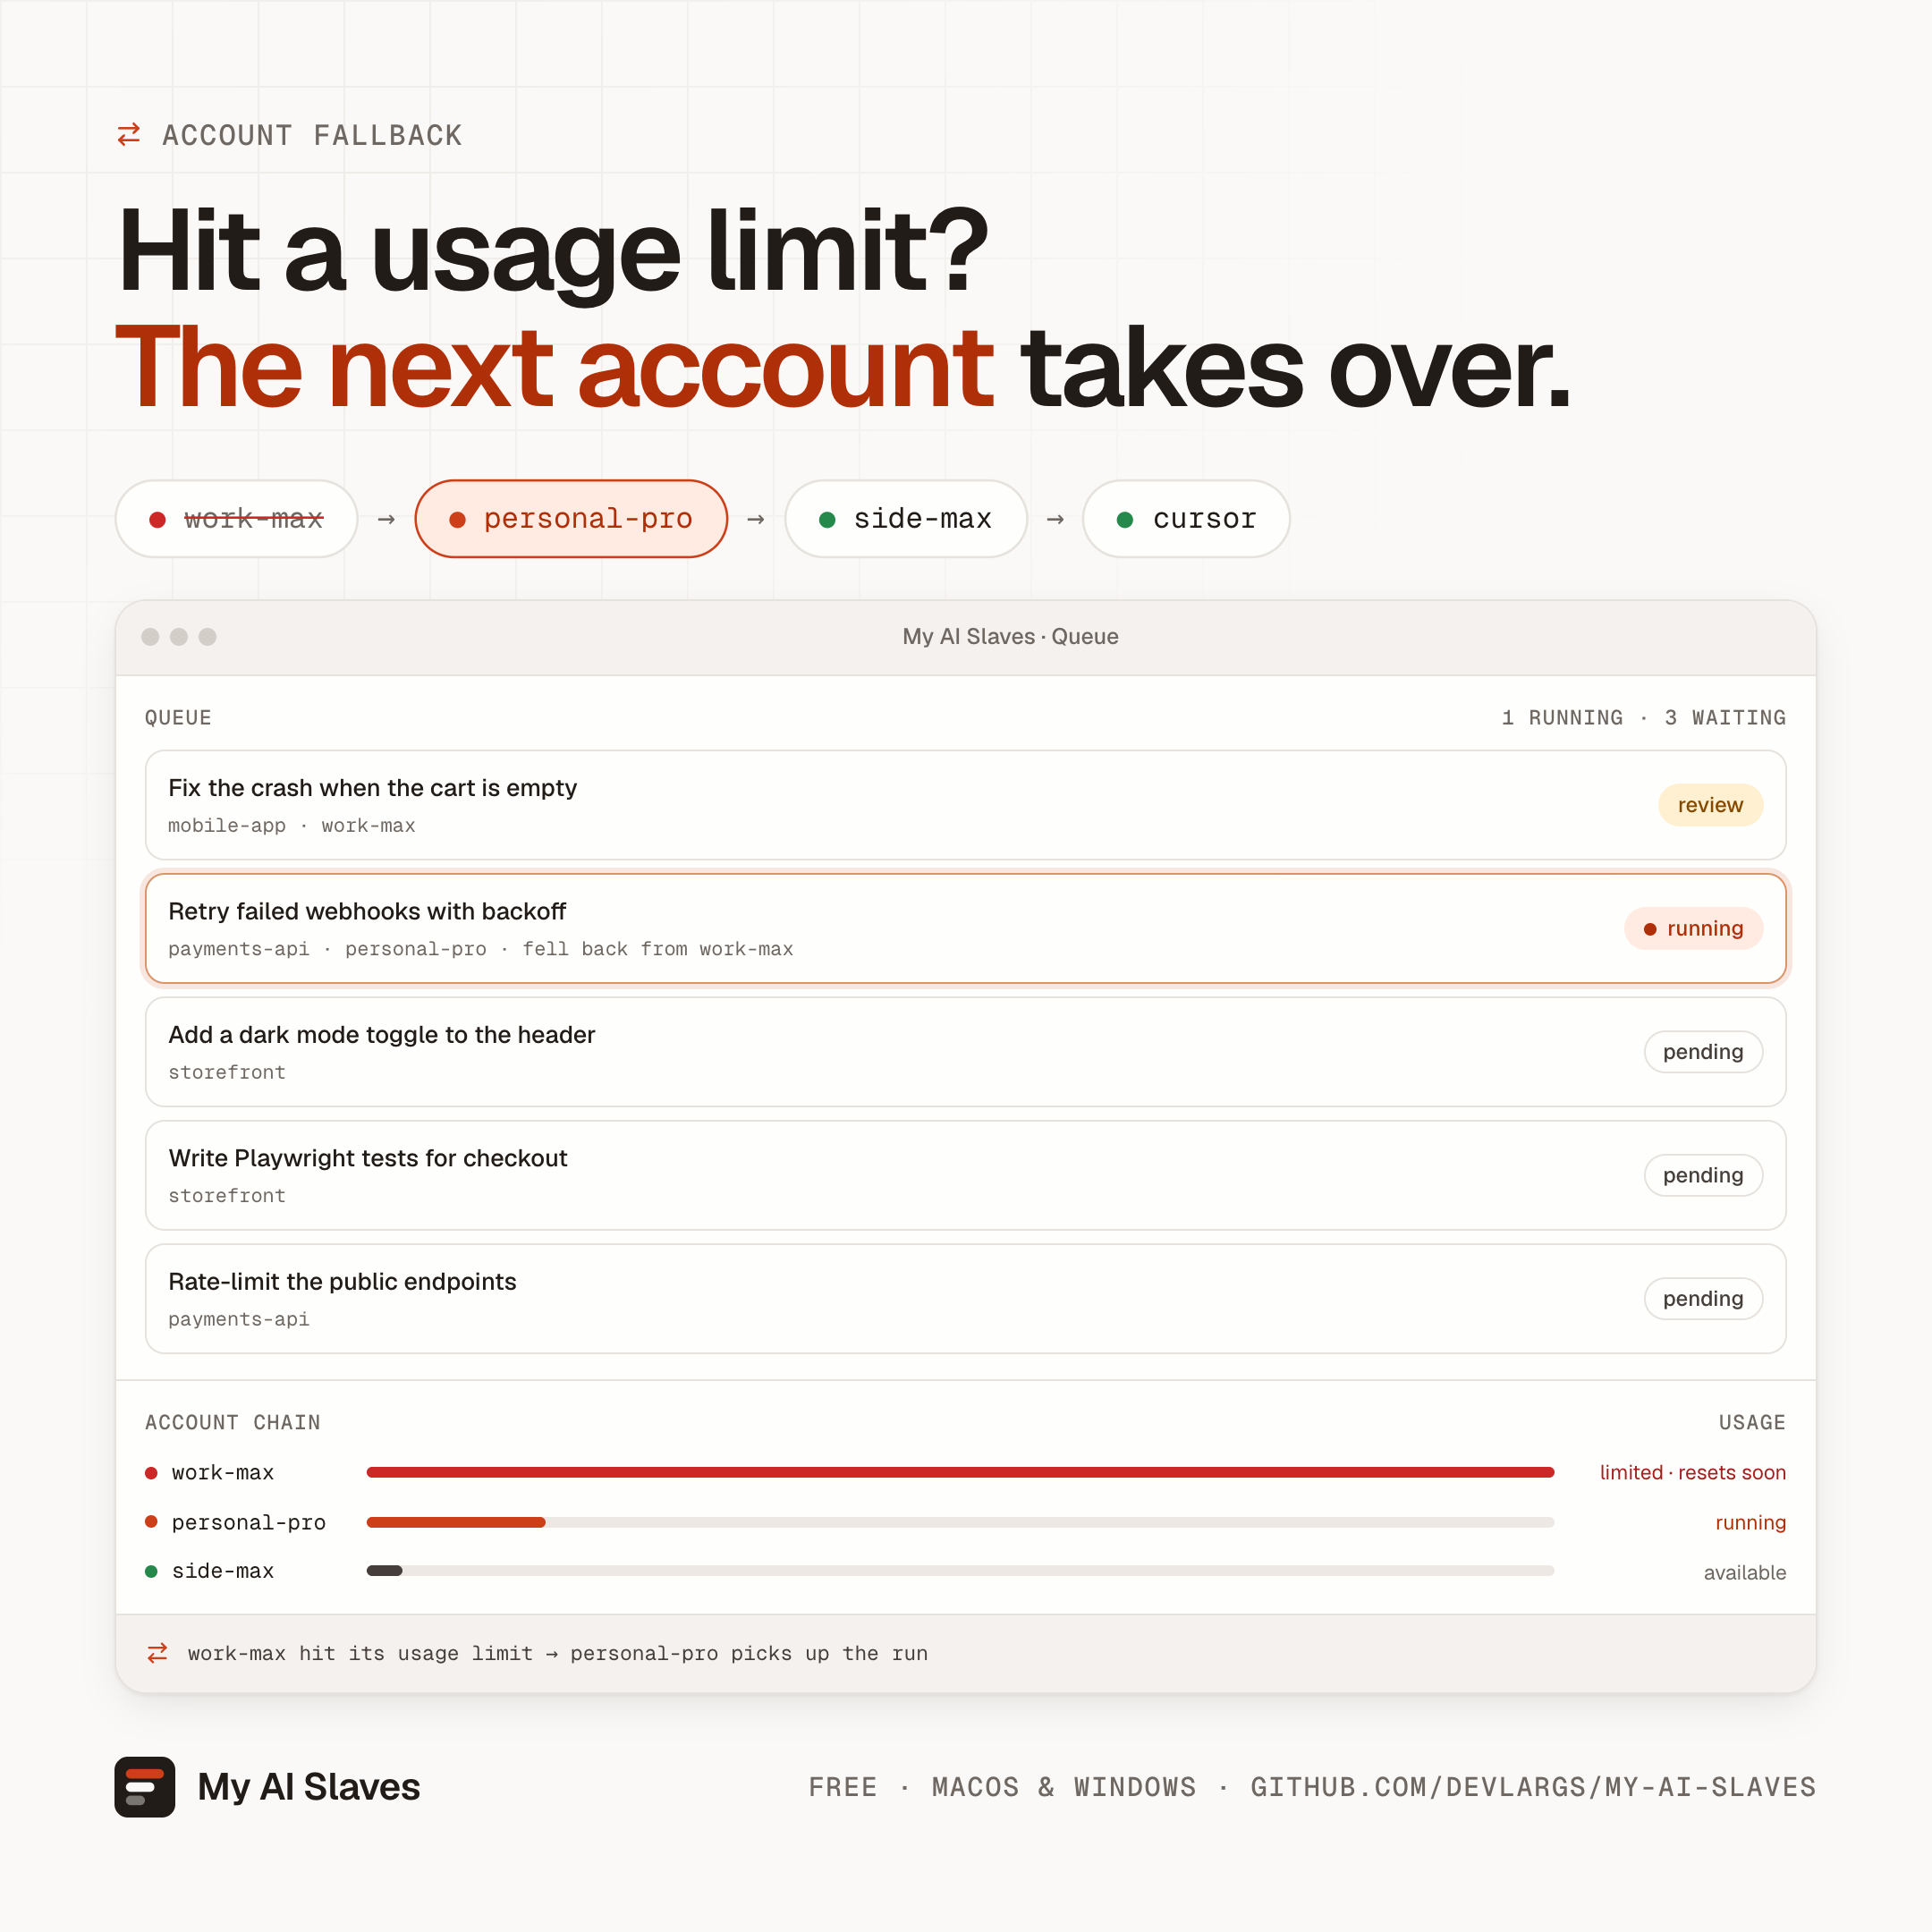 ACCOUNT FALLBACK
Hit a usage limit?
The next account takes over.
work-max → personal-pro → side-max → cursor
My AI Slaves · Queue
QUEUE 1 RUNNING · 3 WAITING
Fix the crash when the cart is empty
mobile-app · work-max
review
Retry failed webhooks with backoff
payments-api · personal-pro · fell back from work-max
running
Add a dark mode toggle to the header
storefront
pending
Write Playwright tests for checkout
storefront
pending
Rate-limit the public endpoints
payments-api
pending
ACCOUNT CHAIN USAGE
work-max limited · resets soon
personal-pro running
side-max available
work-max hit its usage limit → personal-pro picks up the run
My AI Slaves
FREE · MACOS & WINDOWS · GITHUB.COM/DEVLARGS/MY-AI-SLAVES